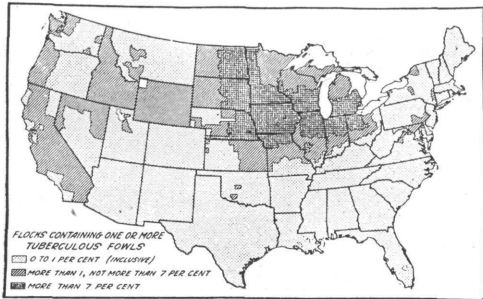 FLOCKS CONTAINING ONE OR MORE
TUBERCULOUS FOWLS
0 TO 1 PER CENT (INCLUSIVE)
MORE THAN 1, NOT MORE THAN 7 PER CENT
MORE THAN 7 PER CENT